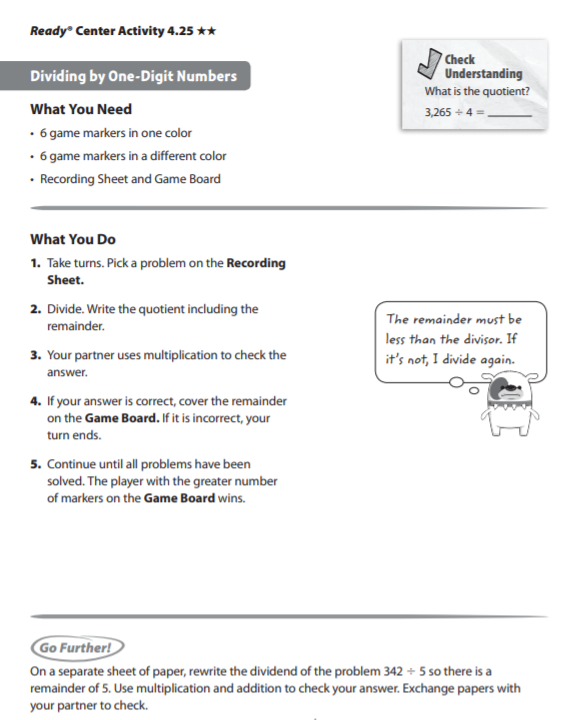 Ready® Center Activity 4.25 ★★
Check
Understanding
What is the quotient?
3,265 ÷ 4 = ______
Dividing by One-Digit Numbers
What You Need
• 6 game markers in one color
• 6 game markers in a different color
• Recording Sheet and Game Board
What You Do
1. Take turns. Pick a problem on the Recording
Sheet.
2. Divide. Write the quotient including the
remainder.
3. Your partner uses multiplication to check the
answer.
4. If your answer is correct, cover the remainder
on the Game Board. If it is incorrect, your
turn ends.
5. Continue until all problems have been
solved. The player with the greater number
of markers on the Game Board wins.
The remainder must be
less than the divisor. If
it's not, I divide again.
Go Further!
On a separate sheet of paper, rewrite the dividend of the problem 342 ÷ 5 so there is a
remainder of 5. Use multiplication and addition to check your answer. Exchange papers with
your partner to check.